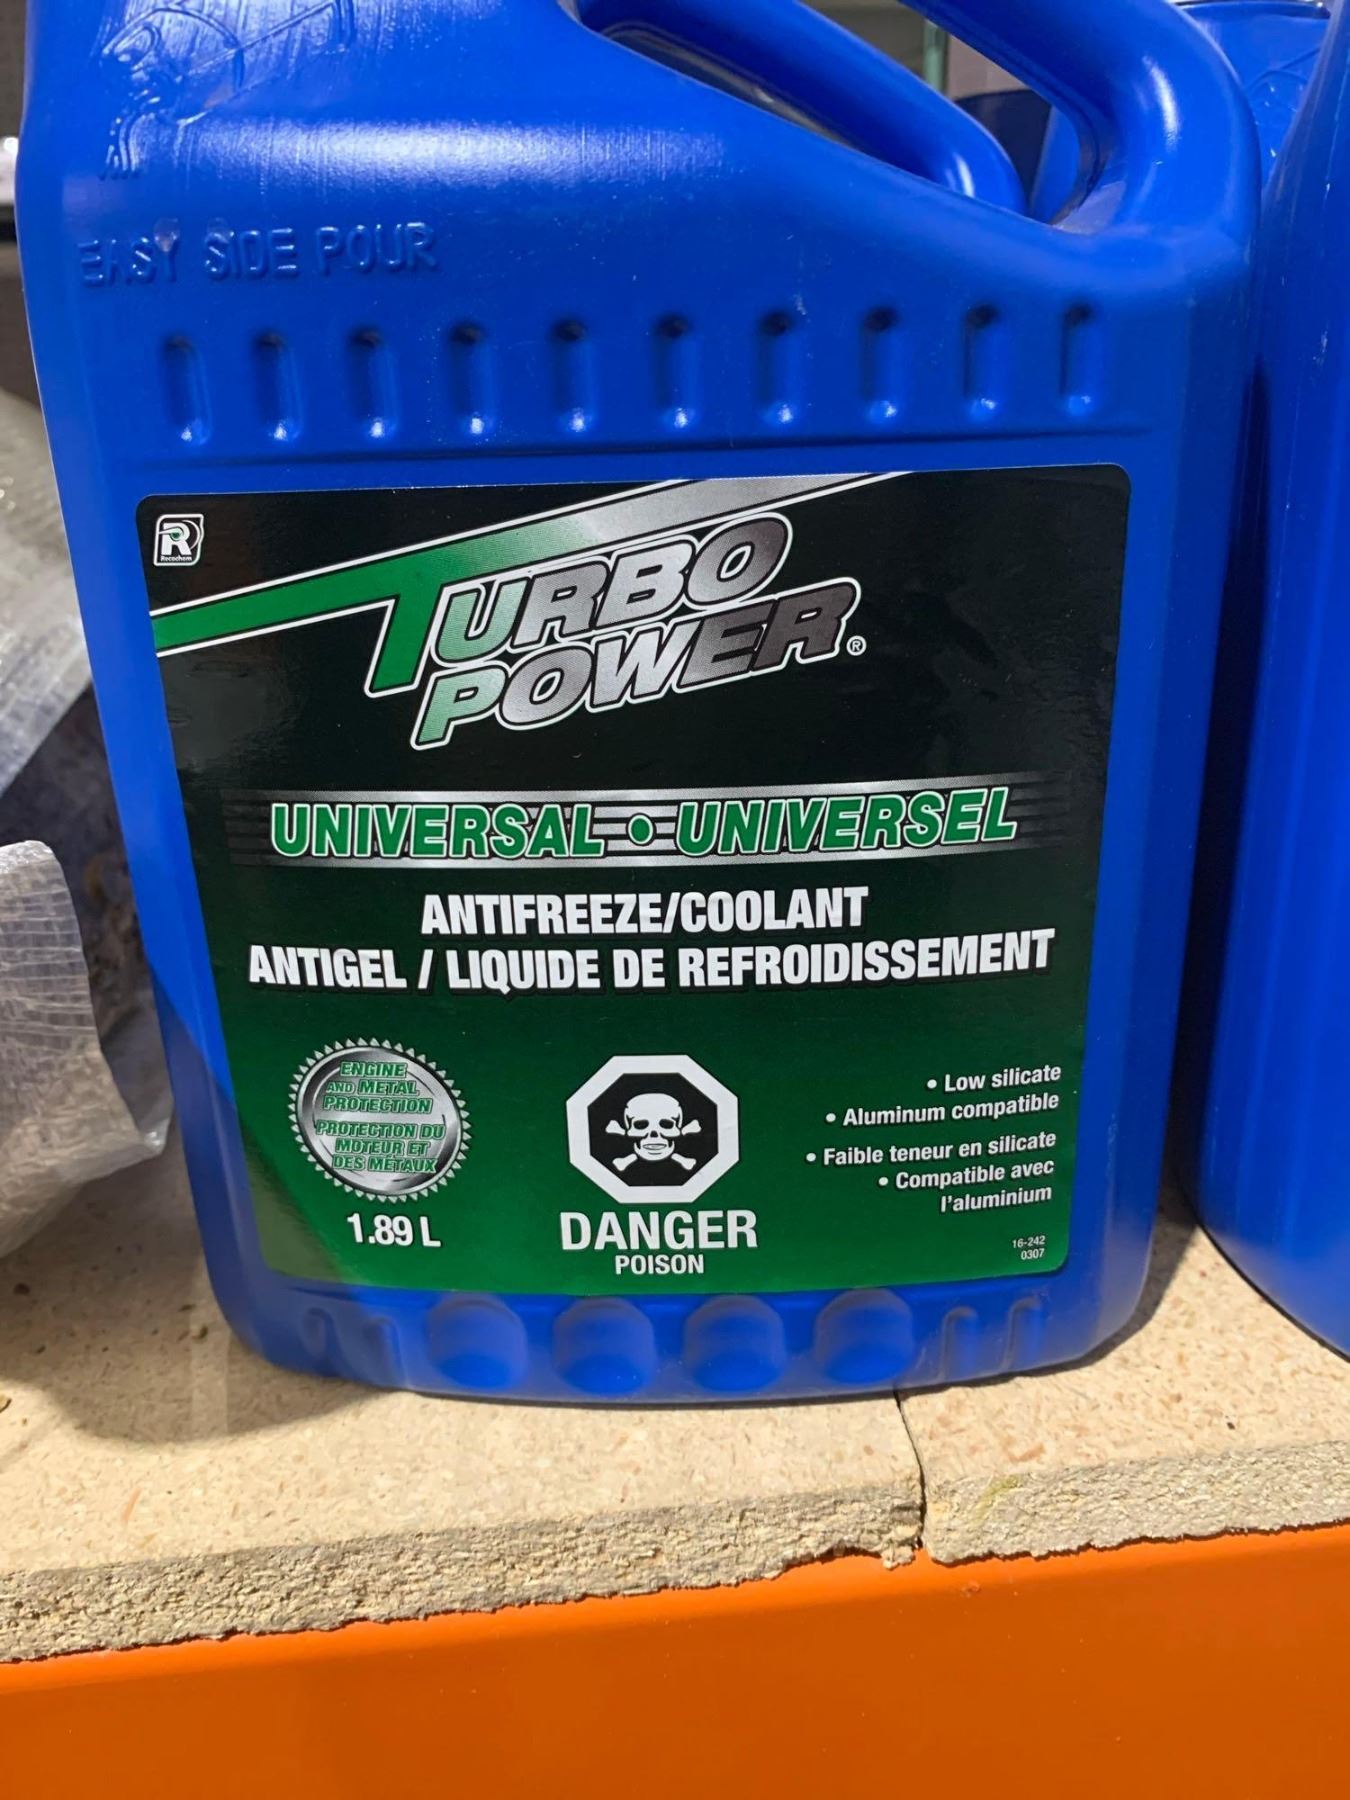 EASY SIDE POUR
R
Recochem
TURBO
POWER®
UNIVERSAL • UNIVERSEL
ANTIFREEZE/COOLANT
ANTIGEL / LIQUIDE DE REFROIDISSEMENT
ENGINE
AND METAL
PROTECTION
PROTECTION DU
MOTEUR ET
DES MÉTAUX
1.89 L
DANGER
POISON
• Low silicate
• Aluminum compatible
• Faible teneur en silicate
• Compatible avec
l'aluminium
16-242
0307